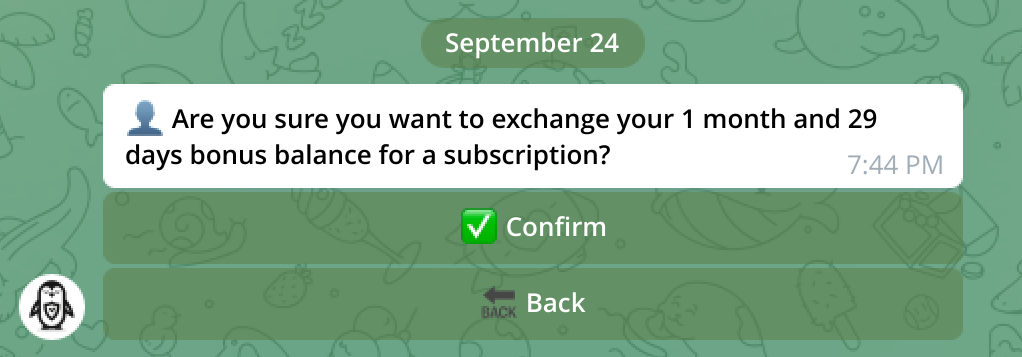 September 24
👤 Are you sure you want to exchange your 1 month and 29
days bonus balance for a subscription?
7:44 PM
✅ Confirm
🔙 Back